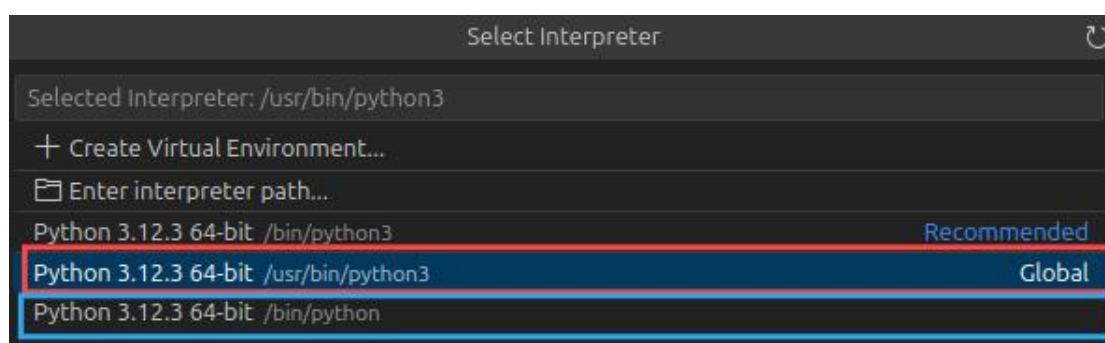 Select Interpreter
Selected Interpreter: /usr/bin/python3
+ Create Virtual Environment...
Enter interpreter path...
Python 3.12.3 64-bit /bin/python3 Recommended
Python 3.12.3 64-bit /usr/bin/python3 Global
Python 3.12.3 64-bit /bin/python